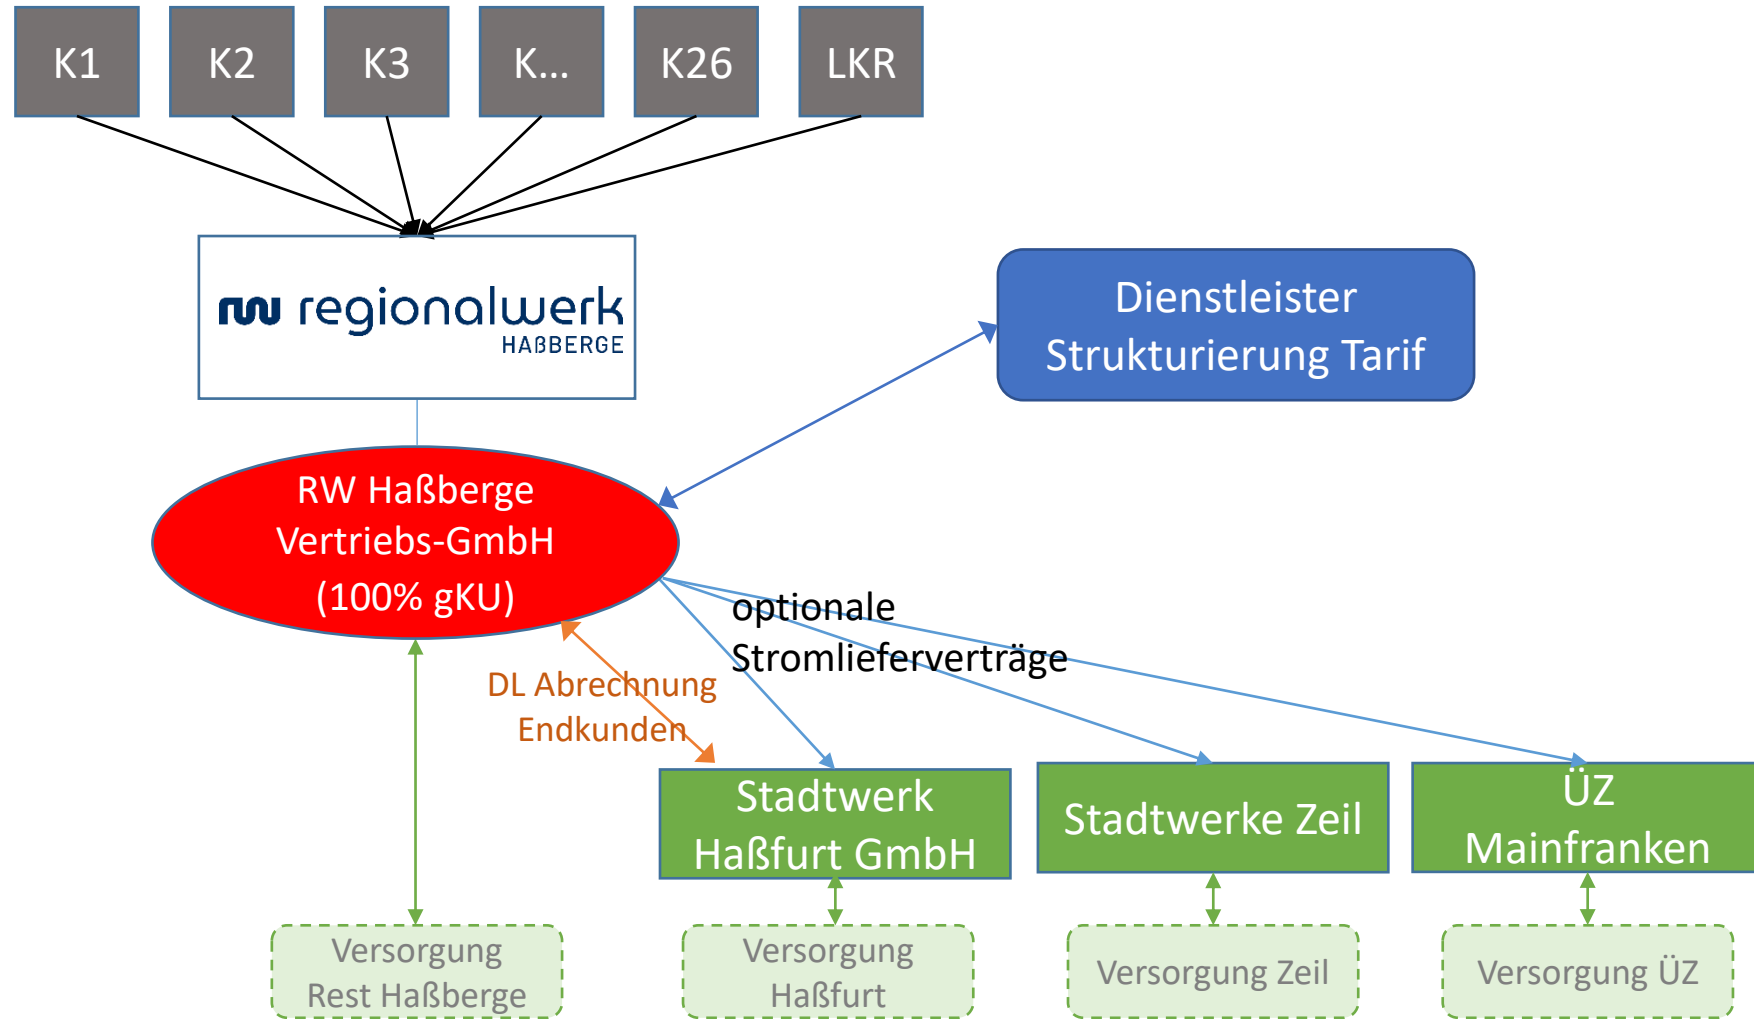 K1
K2
K3
K...
K26
LKR
rw regionalwerk
HAßBERGE
Dienstleister
Strukturierung Tarif
RW Haßberge
Vertriebs-GmbH
(100% gKU)
optionale
Stromlieferverträge
DL Abrechnung
Endkunden
Stadtwerk
Haßfurt GmbH
Stadtwerke Zeil
ÜZ
Mainfranken
Versorgung
Rest Haßberge
Versorgung
Haßfurt
Versorgung Zeil
Versorgung ÜZ